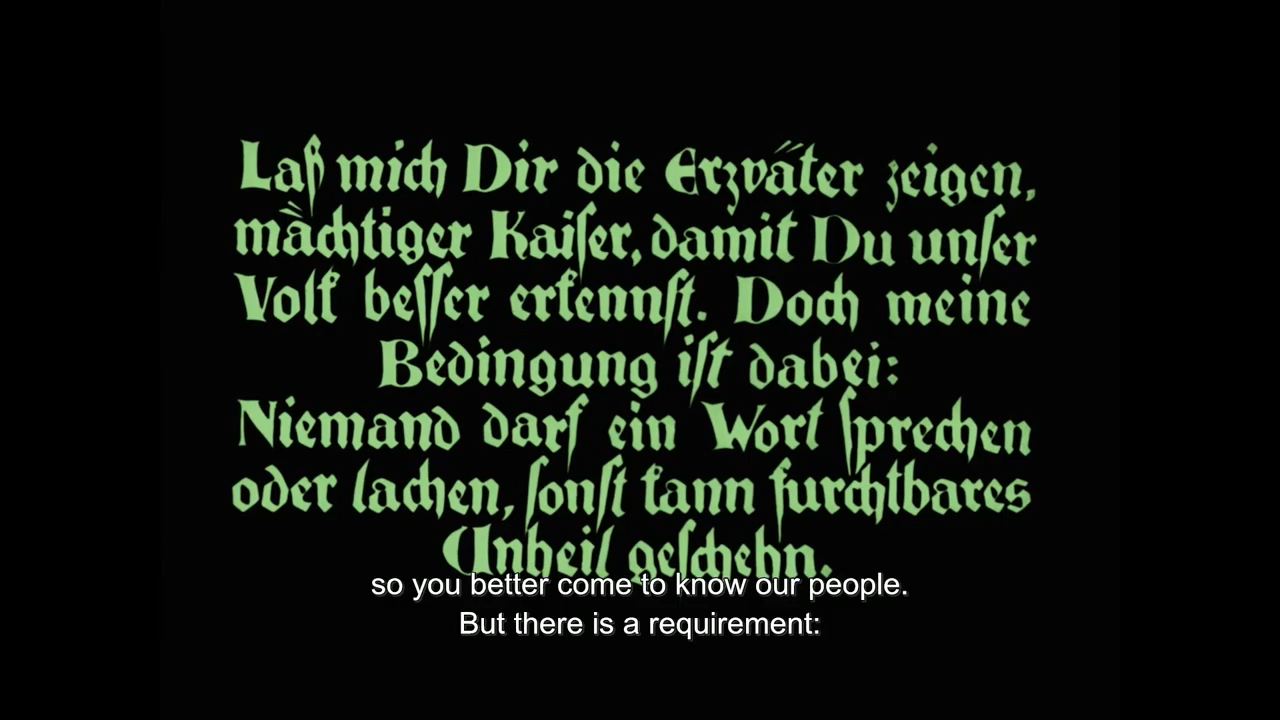 Laß mich Dir die Erzväter zeigen,
mächtiger Kaiſer, damit Du unſer
Volk beſſer erkennſt. Doch meine
Bedingung iſt dabei:
Niemand darf ein Wort ſprechen
oder lachen, ſonſt kann furchtbares
Unheil geſchehn.
so you better come to know our people.
But there is a requirement: